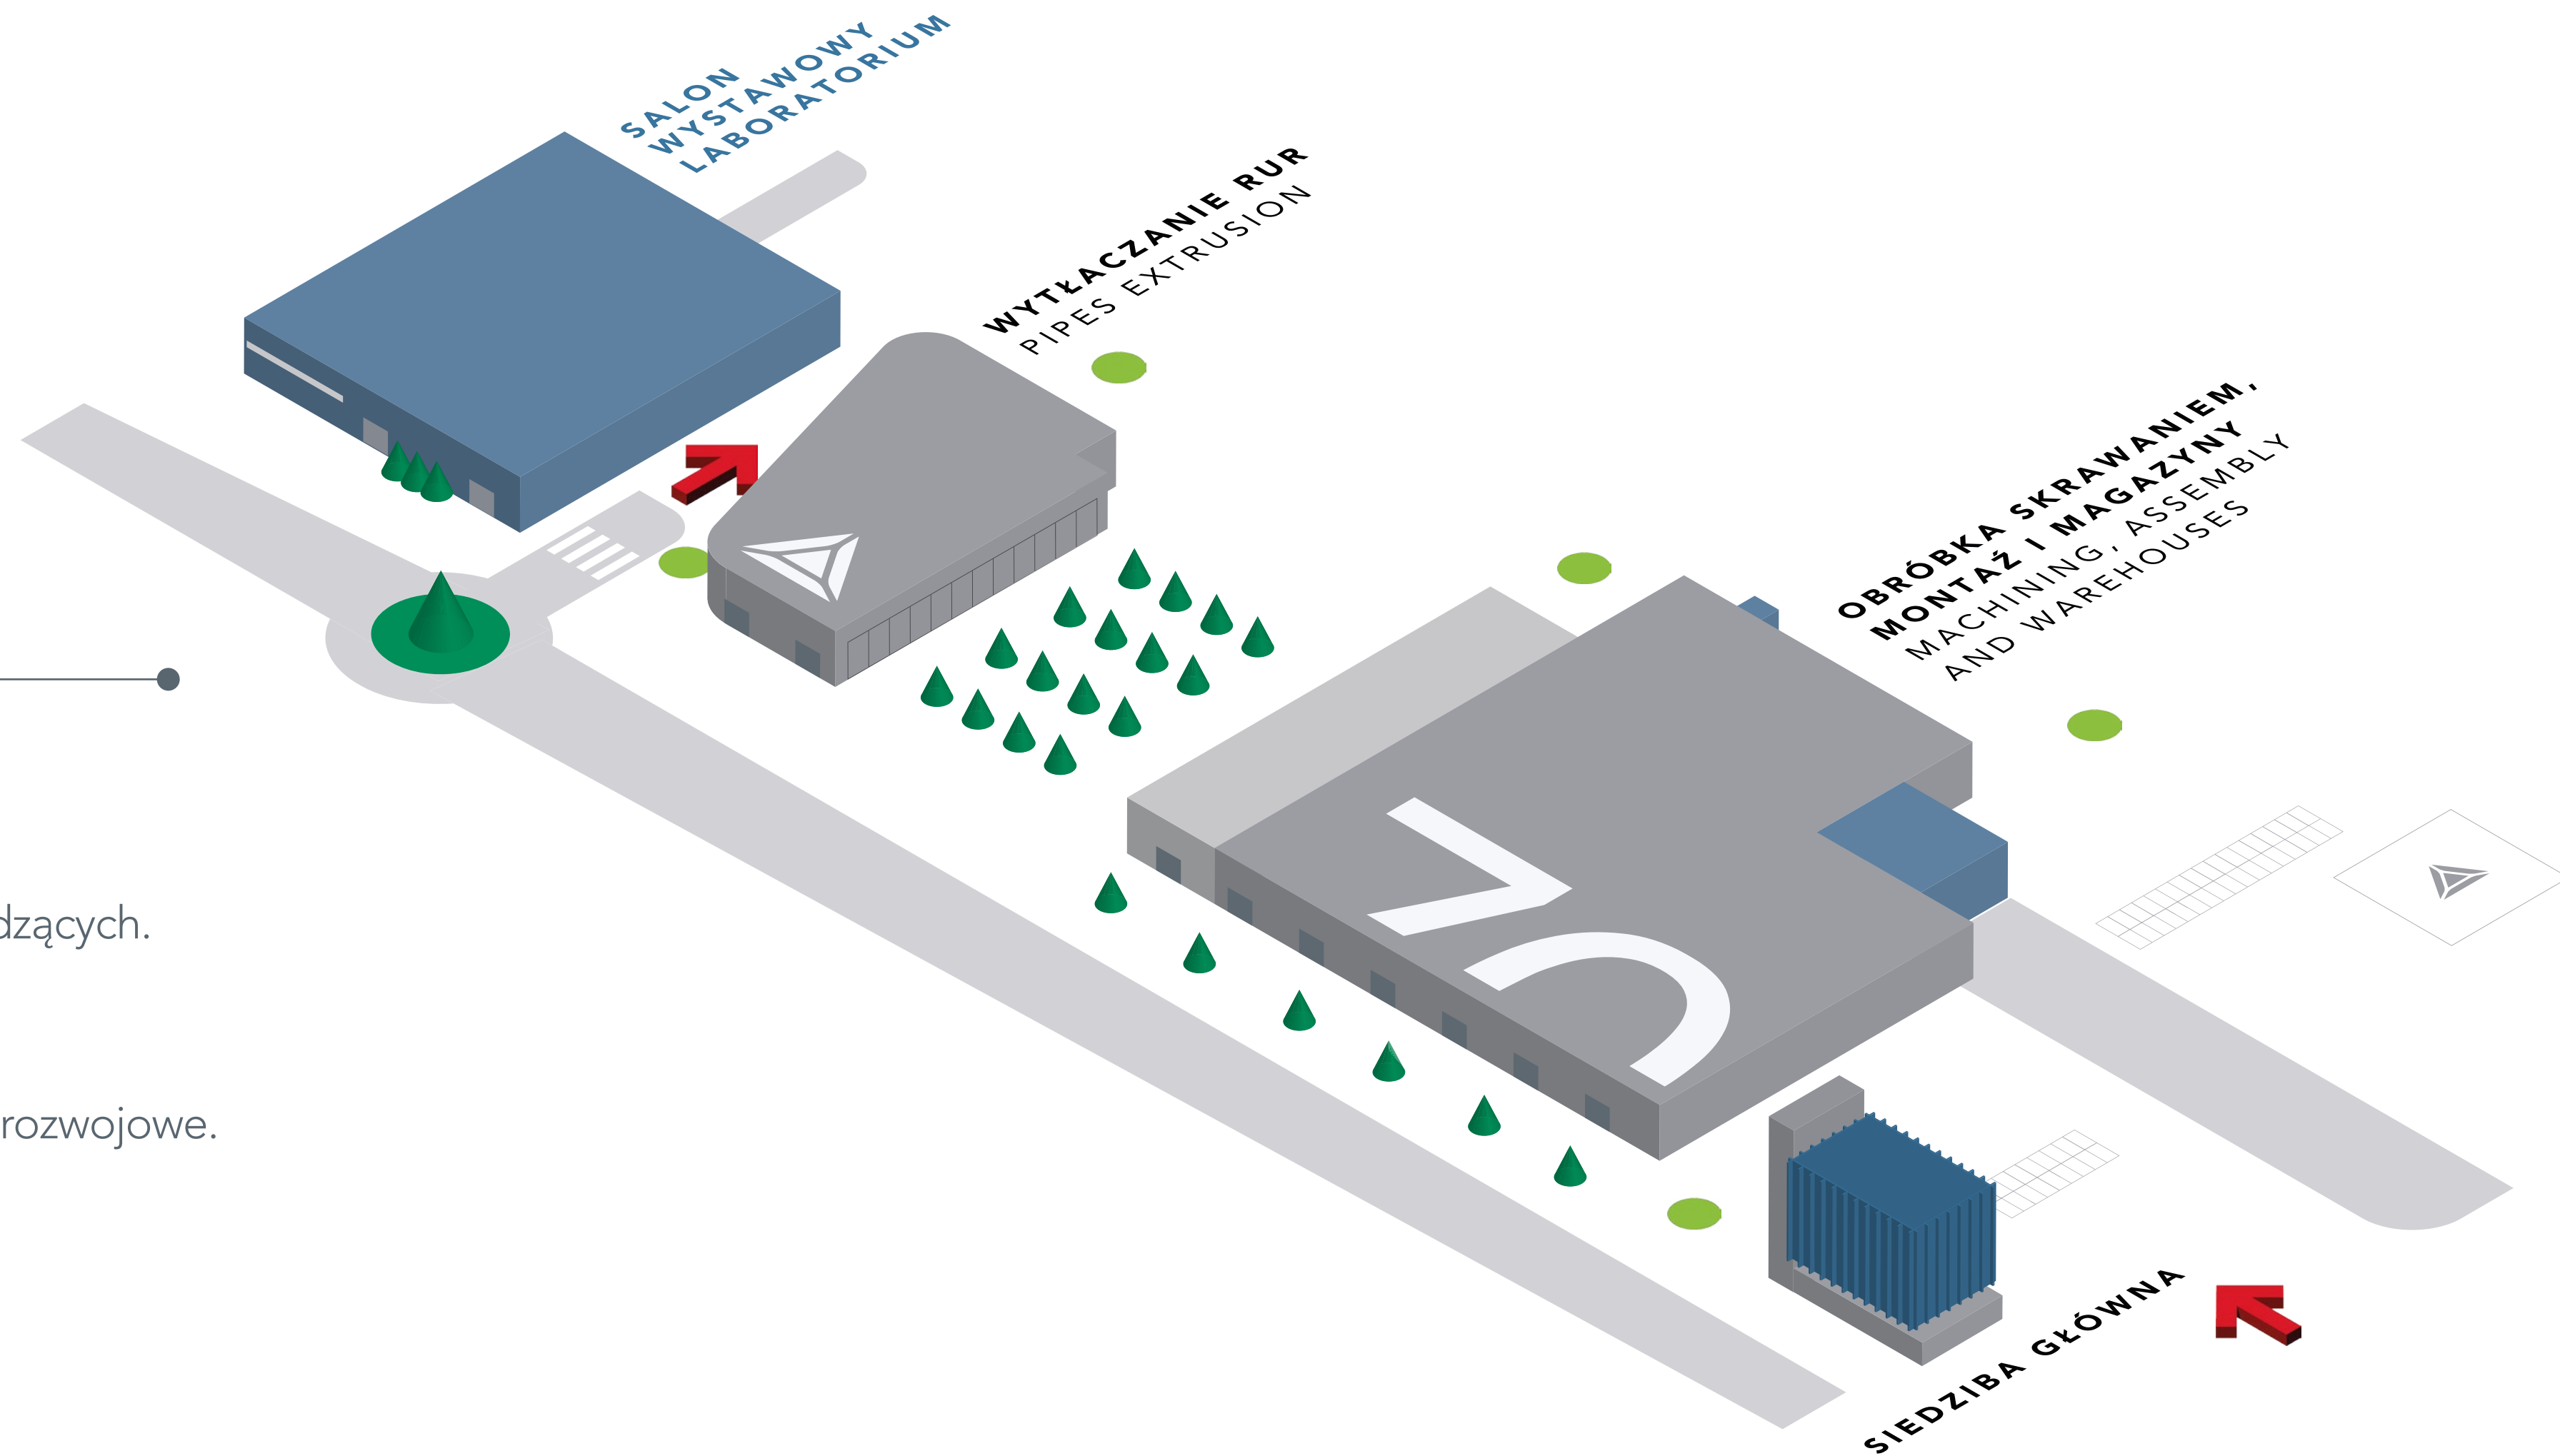 SALON
WYSTAWOWY
LABORATORIUM
WYTŁACZANIE RUR
PIPES EXTRUSION
OBRÓBKA SKRAWANIEM,
MONTAŻ I MAGAZYNY
MACHINING, ASSEMBLY
AND WAREHOUSES
dzących.
rozwojowe.
SIEDZIBA GŁÓWNA